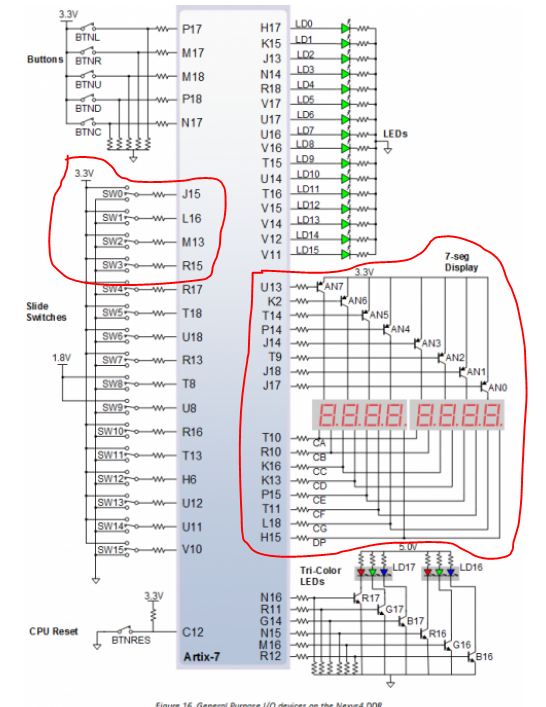 3.3V
BTNL
BTNR
BTNU
BTND
BTNC
Buttons
P17
M17
M18
P18
N17
3.3V
SW0
SW1
SW2
SW3
SW4
SW5
SW6
SW7
SW8
SW9
SW10
SW11
SW12
SW13
SW14
SW15
Slide
Switches
1.8V
J15
L16
M13
R15
R17
T18
U18
R13
T8
U8
R16
T13
H6
U12
U11
V10
3.3V
CPU Reset
BTNRES
C12
Artix-7
H17 LD0
K15 LD1
J13 LD2
N14 LD3
R18 LD4
V17 LD5
U17 LD6
U16 LD7
V16 LD8
T15 LD9
U14 LD10
T16 LD11
V15 LD12
V14 LD13
V12 LD14
V11 LD15
LEDs
7-seg
Display
3.3V
U13 AN7
K2 AN6
T14 AN5
P14 AN4
J14 AN3
T9 AN2
J18 AN1
J17 AN0
8.8.8.8. 8.8.8.8.
T10 CA
R10 CB
K16 CC
K13 CD
P15 CE
T11 CF
L18 CG
H15 DP
5.0V
Tri-Color
LEDs
LD17 LD16
N16 R17
R11 G17
G14 B17
N15 R16
M16 G16
R12 B16
Figure 16. General Purpose I/O devices on the Nexys4 DDR